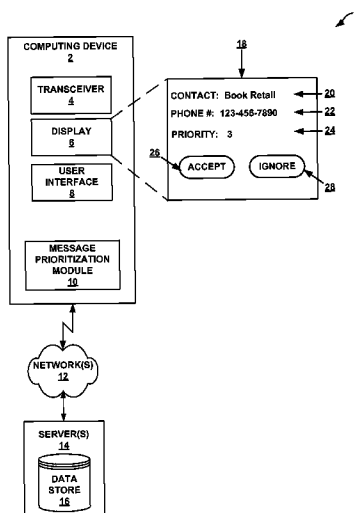 COMPUTING DEVICE
2
TRANSCEIVER
4
DISPLAY
6
USER
INTERFACE
8
MESSAGE
PRIORITIZATION
MODULE
10
18
CONTACT: Book Retail 20
PHONE #: 123-456-7890 22
PRIORITY: 3 24
26
ACCEPT
IGNORE
28
NETWORK(S)
12
SERVER(S)
14
DATA
STORE
16